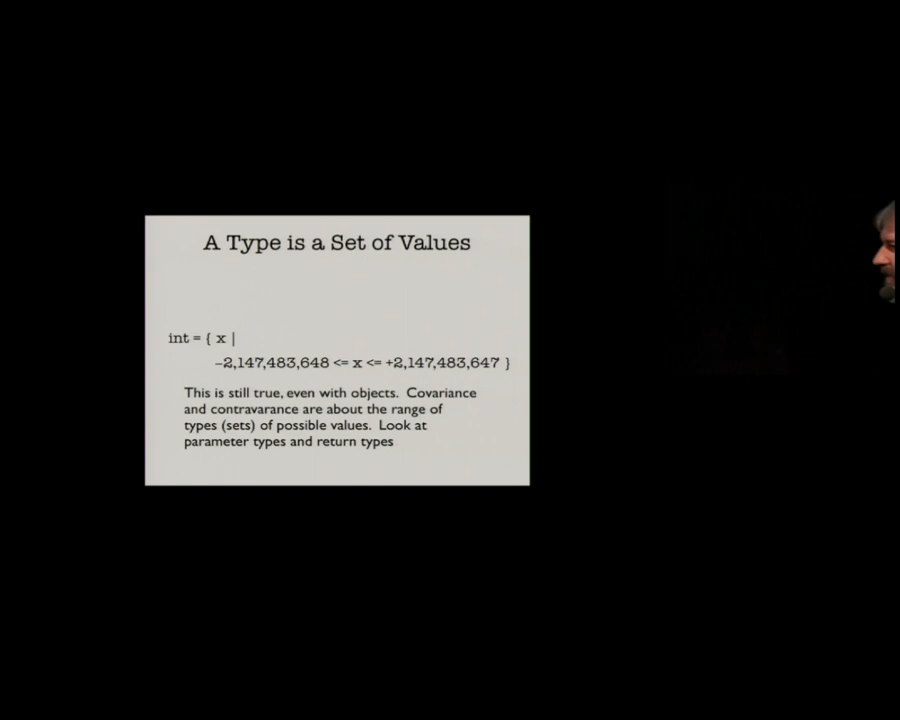 A Type is a Set of Values
int = { x |
–2,147,483,648 <= x <= +2,147,483,647 }
This is still true, even with objects. Covariance
and contravarance are about the range of
types (sets) of possible values. Look at
parameter types and return types